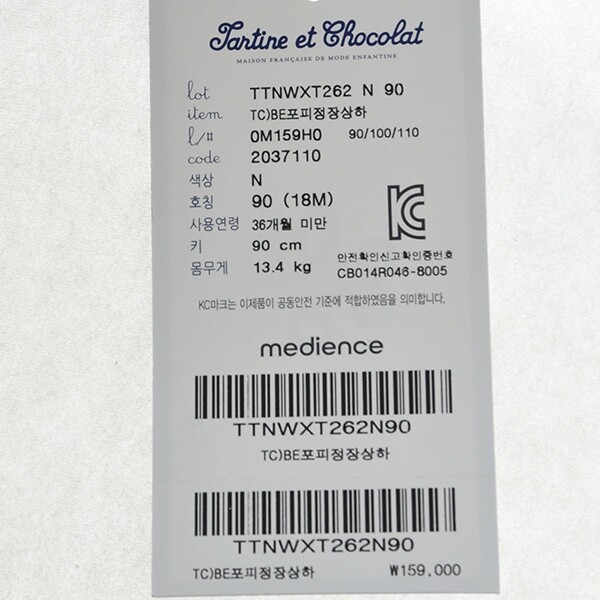 Tartine et Chocolat
MAISON FRANÇAISE DE MODE ENFANTINE
lot TTNWXT262 N 90
item TC)BE포피정장상하
l/# 0M159H0 90/100/110
code 2037110
색상 N
호칭 90 (18M)
사용연령 36개월 미만
키 90 cm
몸무게 13.4 kg
안전확인신고확인증번호
CB014R046-8005
KC마크는 이제품이 공동안전 기준에 적합하였음을 의미합니다.
medience
TTNWXT262N90
TC)BE포피정장상하
TTNWXT262N90
TC)BE포피정장상하 ₩159,000